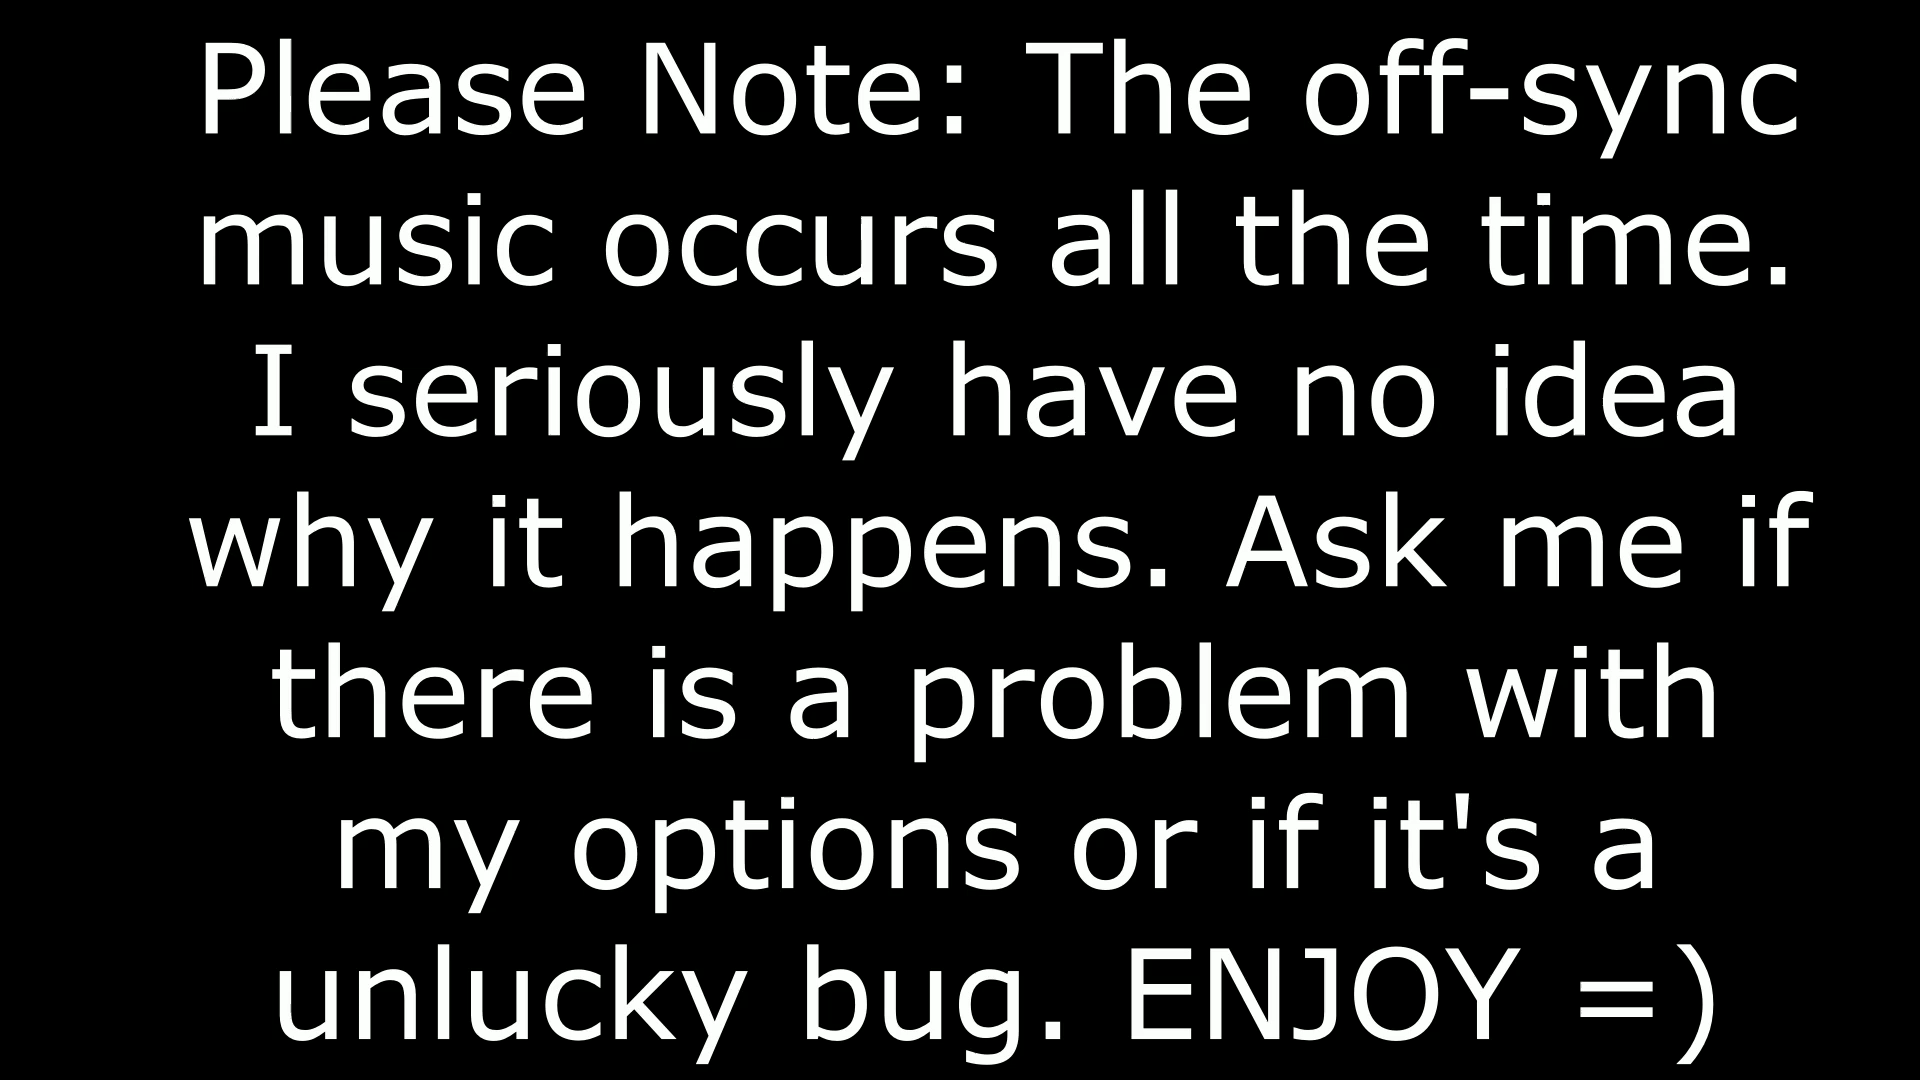 Please Note: The off-sync
music occurs all the time.
I seriously have no idea
why it happens. Ask me if
there is a problem with
my options or if it's a
unlucky bug. ENJOY =)